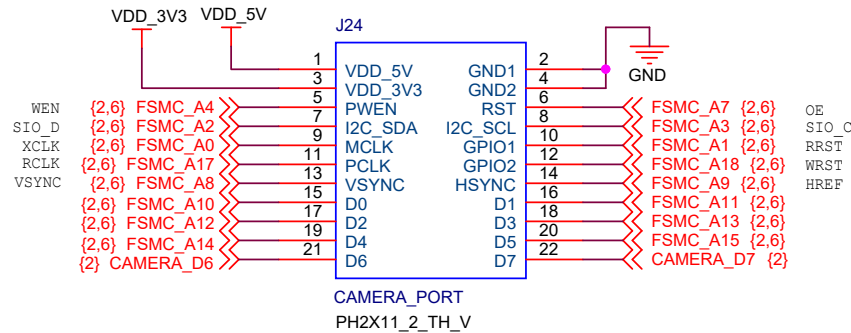 VDD_3V3 VDD_5V
J24
1 VDD_5V GND1 2
3 VDD_3V3 GND2 4
GND
WEN {2,6} FSMC_A4 5 PWEN RST 6 FSMC_A7 {2,6} OE
SIO_D {2,6} FSMC_A2 7 I2C_SDA I2C_SCL 8 FSMC_A3 {2,6} SIO_C
XCLK {2,6} FSMC_A0 9 MCLK GPIO1 10 FSMC_A1 {2,6} RRST
RCLK {2,6} FSMC_A17 11 PCLK GPIO2 12 FSMC_A18 {2,6} WRST
VSYNC {2,6} FSMC_A8 13 VSYNC HSYNC 14 FSMC_A9 {2,6} HREF
{2,6} FSMC_A10 15 D0 D1 16 FSMC_A11 {2,6}
{2,6} FSMC_A12 17 D2 D3 18 FSMC_A13 {2,6}
{2,6} FSMC_A14 19 D4 D5 20 FSMC_A15 {2,6}
{2} CAMERA_D6 21 D6 D7 22 CAMERA_D7 {2}
CAMERA_PORT
PH2X11_2_TH_V